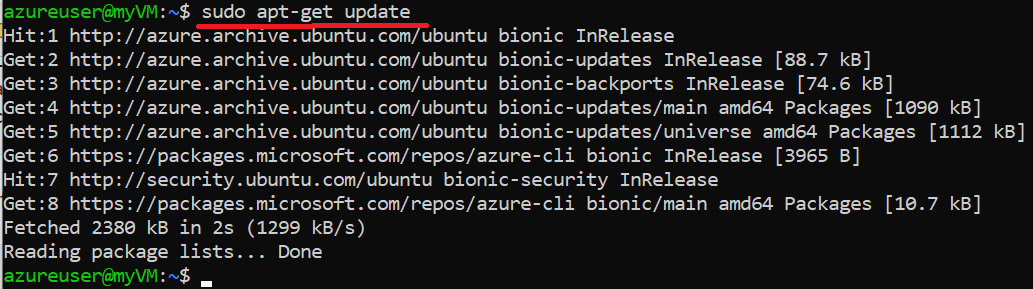 azureuser@myVM:~$ sudo apt-get update
Hit:1 http://azure.archive.ubuntu.com/ubuntu bionic InRelease
Get:2 http://azure.archive.ubuntu.com/ubuntu bionic-updates InRelease [88.7 kB]
Get:3 http://azure.archive.ubuntu.com/ubuntu bionic-backports InRelease [74.6 kB]
Get:4 http://azure.archive.ubuntu.com/ubuntu bionic-updates/main amd64 Packages [1090 kB]
Get:5 http://azure.archive.ubuntu.com/ubuntu bionic-updates/universe amd64 Packages [1112 kB]
Get:6 https://packages.microsoft.com/repos/azure-cli bionic InRelease [3965 B]
Hit:7 http://security.ubuntu.com/ubuntu bionic-security InRelease
Get:8 https://packages.microsoft.com/repos/azure-cli bionic/main amd64 Packages [10.7 kB]
Fetched 2380 kB in 2s (1299 kB/s)
Reading package lists... Done
azureuser@myVM:~$